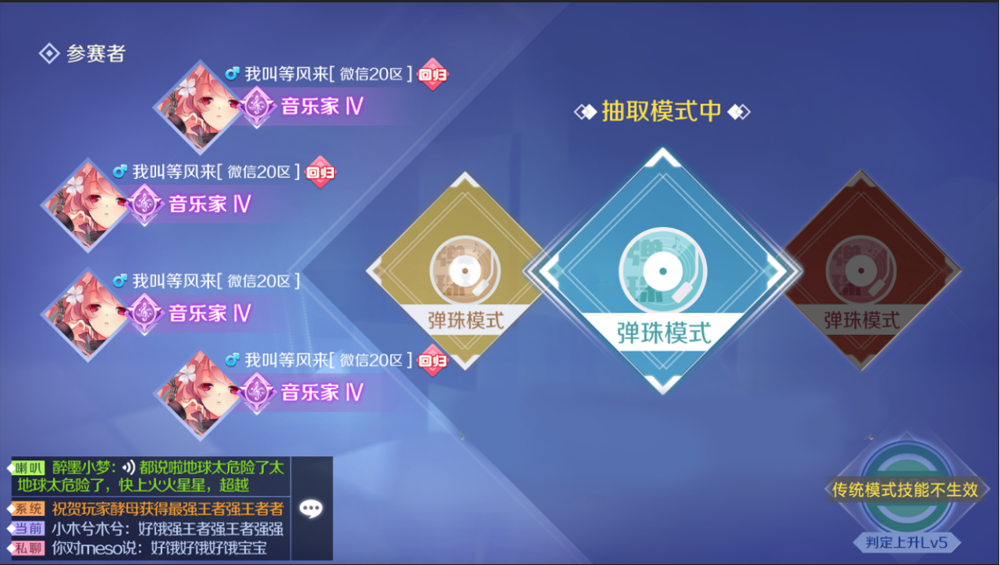 参赛者
我叫等风来[ 微信20区 ] 回归
音乐家 Ⅳ
我叫等风来[ 微信20区 ] 回归
音乐家 Ⅳ
我叫等风来[ 微信20区 ]
音乐家 Ⅳ
我叫等风来[ 微信20区 ] 回归
音乐家 Ⅳ
抽取模式中
弹珠模式
弹珠模式
弹珠模式
喇叭 醉墨小梦: 都说啦地球太危险了太
地球太危险了，快上火火星星，超越
系统 祝贺玩家酵母获得最强王者强王者者
当前 小木兮木兮：好饿强王者强王者强强
私聊 你对meso说：好饿好饿好饿宝宝
传统模式技能不生效
判定上升Lv5